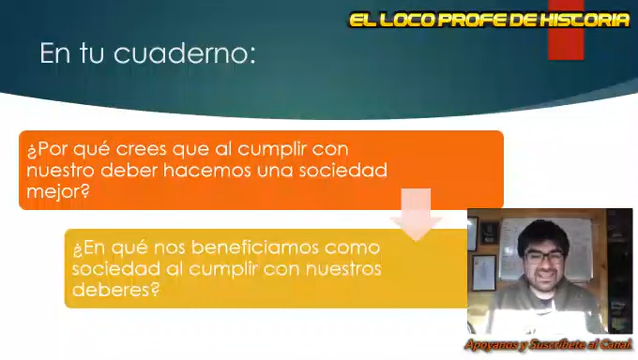 EL LOCO PROFE DE HISTORIA
En tu cuaderno:
¿Por qué crees que al cumplir con
nuestro deber hacemos una sociedad
mejor?
¿En qué nos beneficiamos como
sociedad al cumplir con nuestros
deberes?
Apoyanos y Suscribete al Canal.